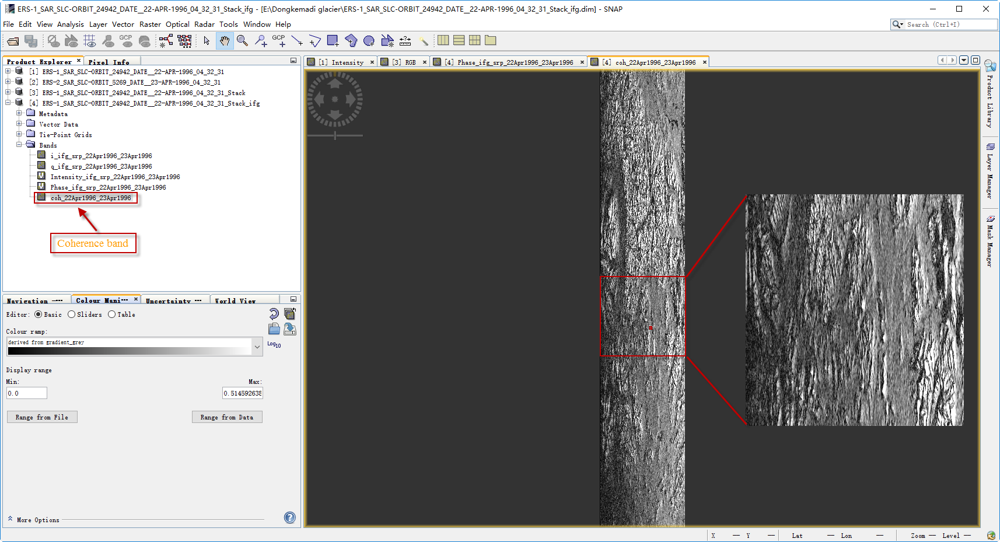 ERS-1_SAR_SLC-ORBIT_24942_DATE__22-APR-1996_04_32_31_Stack_ifg - [E:\Dongkemadi glacier\ERS-1_SAR_SLC-ORBIT_24942_DATE__22-APR-1996_04_32_31_Stack_ifg.dim] - SNAP
File Edit View Analysis Layer Vector Raster Optical Radar Tools Window Help
Search (Ctrl+I)
GCP GCP
Product Explorer × Pixel Info
[1] Intensity × [3] RGB × [4] Phase_ifg_srp_22Apr1996_23Apr1996 × [4] coh_22Apr1996_23Apr1996 ×
[1] ERS-1_SAR_SLC-ORBIT_24942_DATE__22-APR-1996_04_32_31
[2] ERS-2_SAR_SLC-ORBIT_5269_DATE__23-APR-1996_04_32_31
[3] ERS-1_SAR_SLC-ORBIT_24942_DATE__22-APR-1996_04_32_31_Stack
[4] ERS-1_SAR_SLC-ORBIT_24942_DATE__22-APR-1996_04_32_31_Stack_ifg
Metadata
Vector Data
Tie-Point Grids
Bands
i_ifg_srp_22Apr1996_23Apr1996
q_ifg_srp_22Apr1996_23Apr1996
Intensity_ifg_srp_22Apr1996_23Apr1996
Phase_ifg_srp_22Apr1996_23Apr1996
coh_22Apr1996_23Apr1996
Coherence band
Product Library
Layer Manager
Mask Manager
Navigation —··· Colour Mani··· × Uncertainty ··· World View
Editor: Basic Sliders Table
Colour ramp:
derived from gradient_grey
Log10
Display range
Min: Max:
0.0 0.514592638
Range from File Range from Data
More Options
X — Y — Lat — Lon — Zoom — Level —